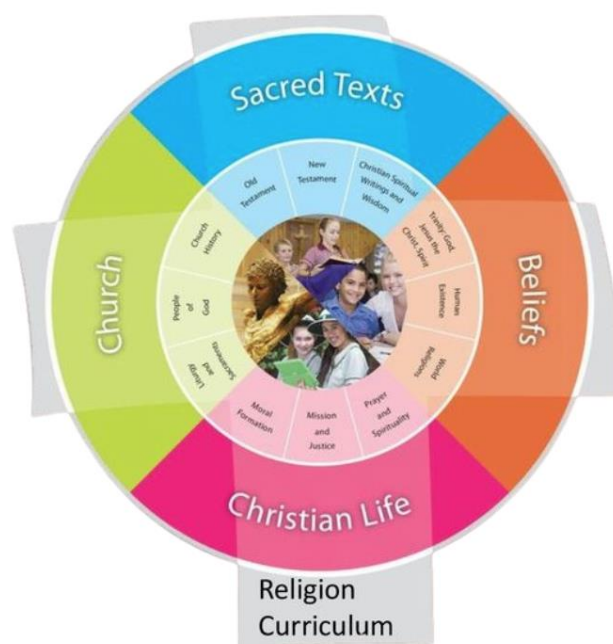 Sacred Texts
Old
Testament
New
Testament
Christian Spiritual
Writings and
Wisdom
Trinity: God,
Jesus the
Christ, Spirit
Human
Existence
World
Religions
Beliefs
Prayer
and
Spirituality
Mission
and
Justice
Moral
Formation
Christian Life
Liturgy
and
Sacraments
People
of
God
Church
History
Church
Religion
Curriculum